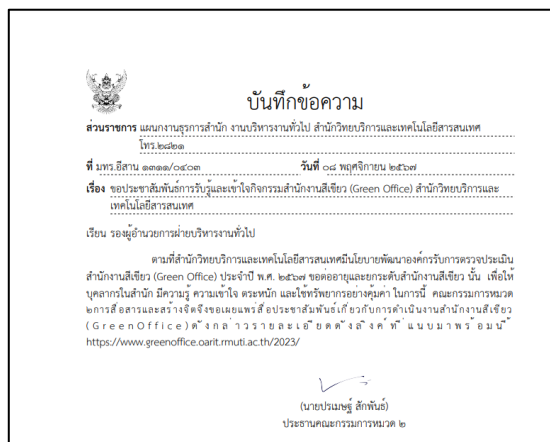 บันทึกข้อความ
ส่วนราชการ แผนกงานธุรการสำนัก งานบริหารงานทั่วไป สำนักวิทยบริการและเทคโนโลยีสารสนเทศ
โทร.๒๘๒๑
ที่ มทร.อีสาน ๑๓๑๑/๐๔๐๓ วันที่ ๐๘ พฤศจิกายน ๒๕๖๗
เรื่อง ขอประชาสัมพันธ์การรับรู้และเข้าใจกิจกรรมสำนักงานสีเขียว (Green Office) สำนักวิทยบริการและ
เทคโนโลยีสารสนเทศ
เรียน รองผู้อำนวยการฝ่ายบริหารงานทั่วไป
ตามที่สำนักวิทยบริการและเทคโนโลยีสารสนเทศมีนโยบายพัฒนาองค์กรรับการตรวจประเมิน
สำนักงานสีเขียว (Green Office) ประจำปี พ.ศ. ๒๕๖๗ ขอต่ออายุและยกระดับสำนักงานสีเขียว นั้น เพื่อให้
บุคลากรในสำนัก มีความรู้ ความเข้าใจ ตระหนัก และใช้ทรัพยากรอย่างคุ้มค่า ในการนี้ คณะกรรมการหมวด
๒การสื่อสารและสร้างจิตจึงขอเผยแพร่สื่อประชาสัมพันธ์เกี่ยวกับการดำเนินงานสำนักงานสีเขียว
(GreenOffice)ดังกล่าวรายละเอียดดังลิงค์ที่แนบมาพร้อมนี้
https://www.greenoffice.oarit.rmuti.ac.th/2023/
(นายปรเมษฐ์ สักพันธ์)
ประธานคณะกรรมการหมวด ๒